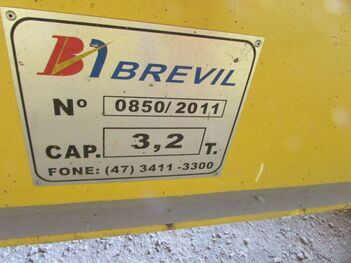 BREVIL
Nº 0850/2011
CAP. 3,2 T.
FONE: (47) 3411-3300